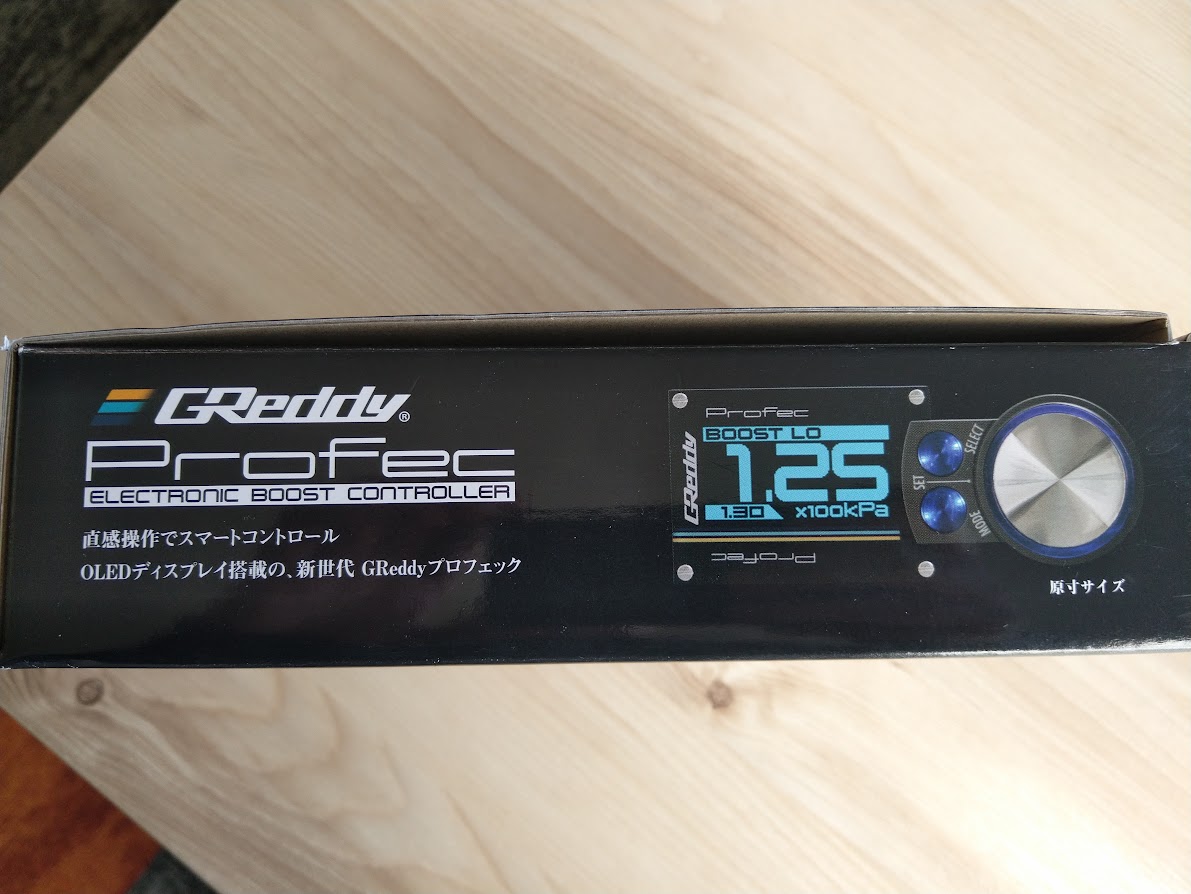 GReddy®
Profec
ELECTRONIC BOOST CONTROLLER
直感操作でスマートコントロール
OLEDディスプレイ搭載の、新世代 GReddyプロフェック
Profec
GReddy
BOOST LO
1.25
1.30 x100kPa
Profec
SELECT
SET
MODE
原寸サイズ